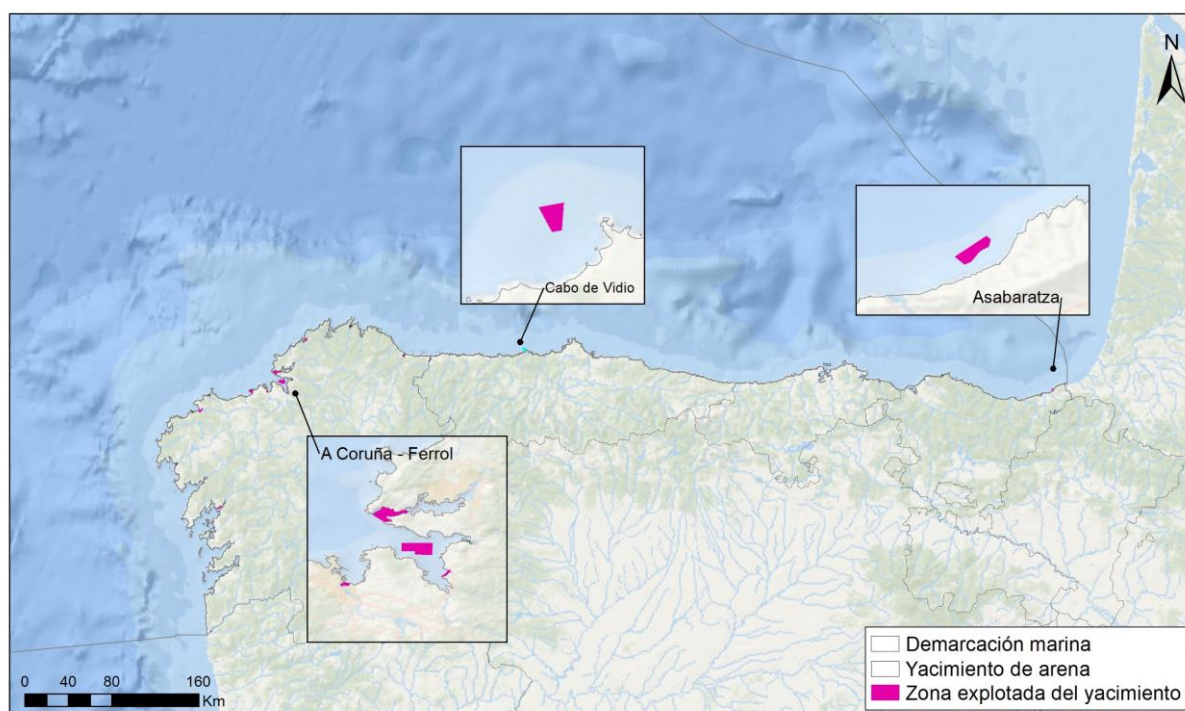 N
Cabo de Vidio
Asabaratza
A Coruña - Ferrol
Demarcación marina
Yacimiento de arena
Zona explotada del yacimiento
0 40 80 160
Km